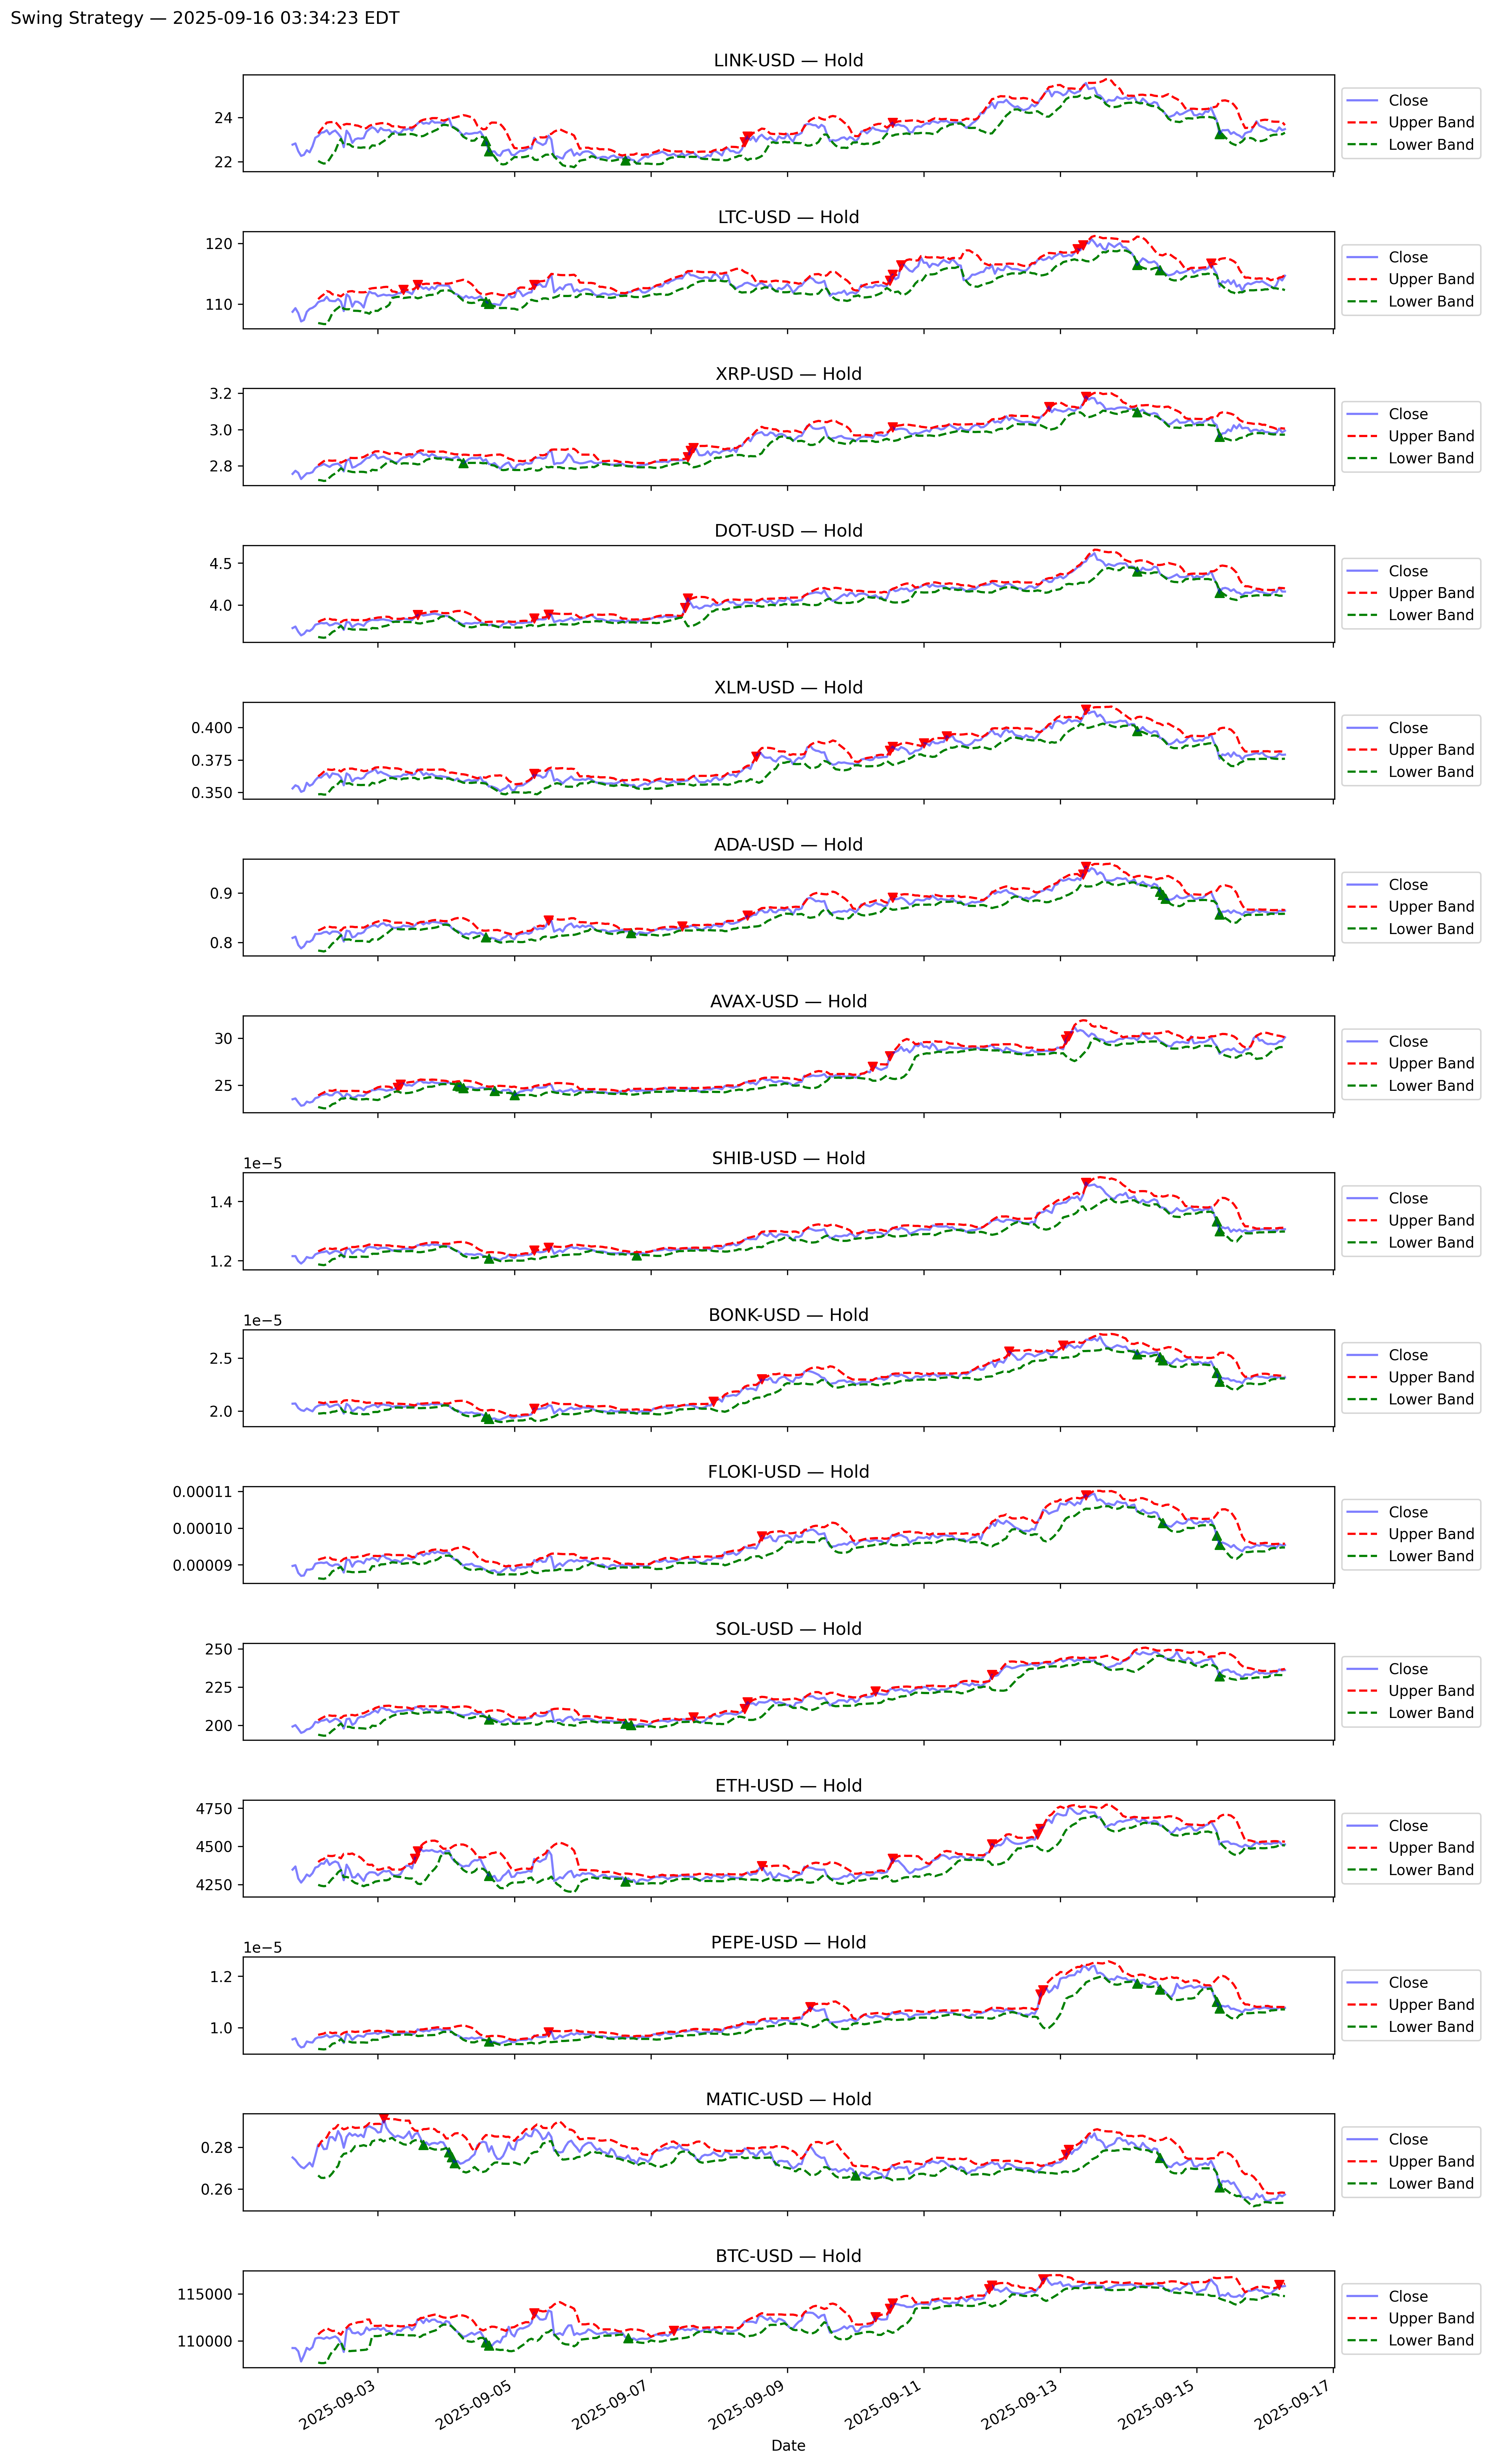 Swing Strategy — 2025-09-16 03:34:23 EDT
LINK-USD — Hold
24
22
Close
Upper Band
Lower Band
LTC-USD — Hold
120
110
Close
Upper Band
Lower Band
XRP-USD — Hold
3.2
3.0
2.8
Close
Upper Band
Lower Band
DOT-USD — Hold
4.5
4.0
Close
Upper Band
Lower Band
XLM-USD — Hold
0.400
0.375
0.350
Close
Upper Band
Lower Band
ADA-USD — Hold
0.9
0.8
Close
Upper Band
Lower Band
AVAX-USD — Hold
30
25
Close
Upper Band
Lower Band
SHIB-USD — Hold
1e−5
1.4
1.2
Close
Upper Band
Lower Band
BONK-USD — Hold
1e−5
2.5
2.0
Close
Upper Band
Lower Band
FLOKI-USD — Hold
0.00011
0.00010
0.00009
Close
Upper Band
Lower Band
SOL-USD — Hold
250
225
200
Close
Upper Band
Lower Band
ETH-USD — Hold
4750
4500
4250
Close
Upper Band
Lower Band
PEPE-USD — Hold
1e−5
1.2
1.0
Close
Upper Band
Lower Band
MATIC-USD — Hold
0.28
0.26
Close
Upper Band
Lower Band
BTC-USD — Hold
115000
110000
Close
Upper Band
Lower Band
2025-09-03
2025-09-05
2025-09-07
2025-09-09
2025-09-11
2025-09-13
2025-09-15
2025-09-17
Date